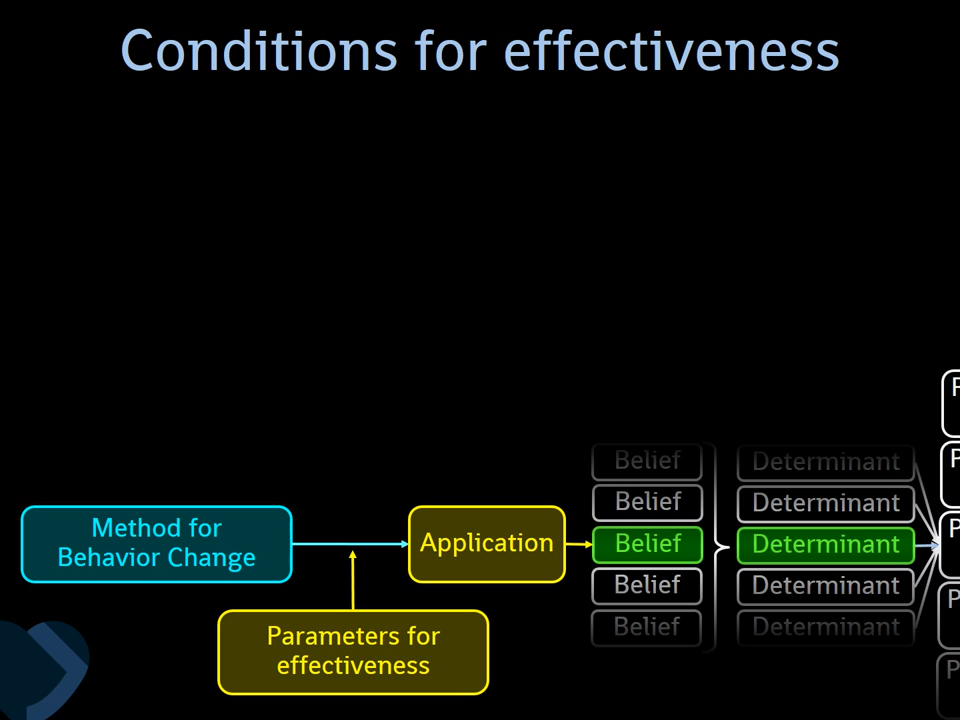 Conditions for effectiveness
Method for
Behavior Change
Parameters for
effectiveness
Application
Belief
Belief
Belief
Belief
Belief
Determinant
Determinant
Determinant
Determinant
Determinant
P
P
P
P
P